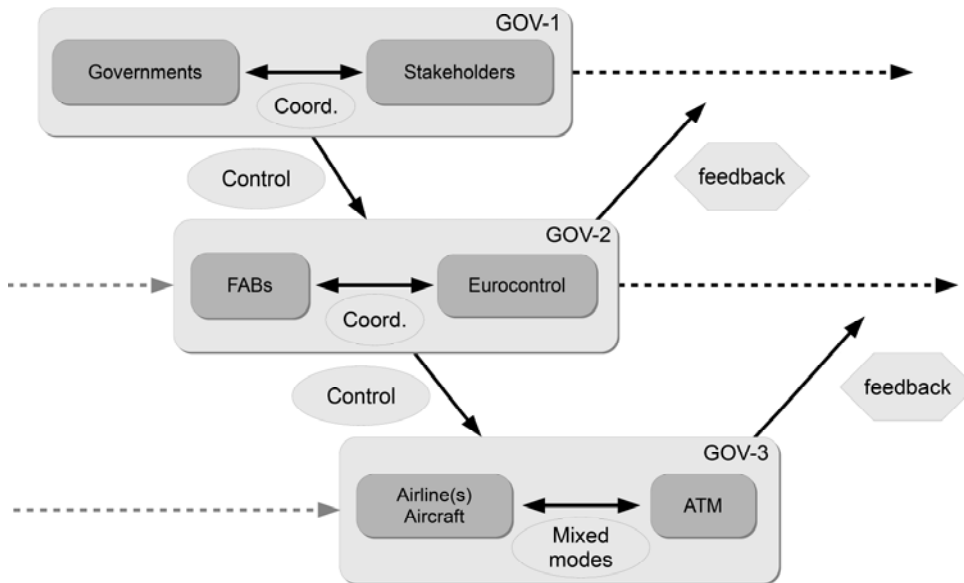 GOV-1
Governments
Stakeholders
Coord.
Control
feedback
GOV-2
FABs
Eurocontrol
Coord.
Control
feedback
GOV-3
Airline(s)
Aircraft
ATM
Mixed
modes